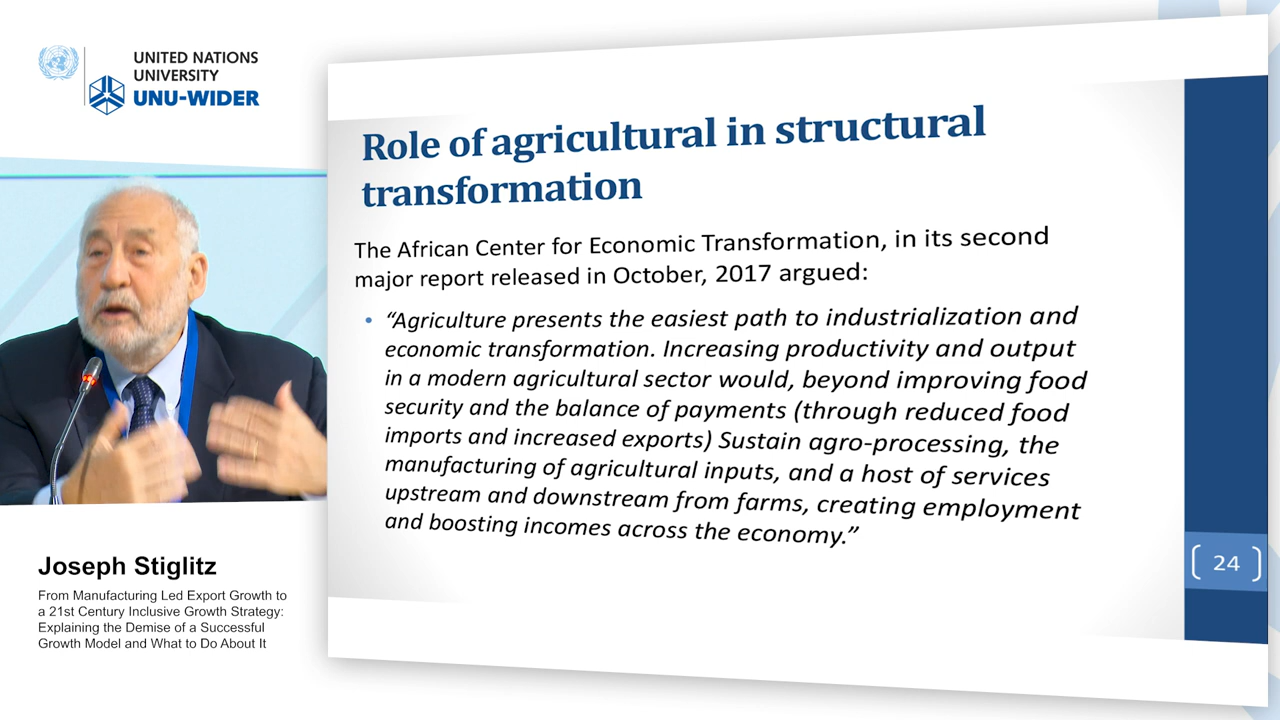 UNITED NATIONS
UNIVERSITY
UNU-WIDER
Role of agricultural in structural
transformation
The African Center for Economic Transformation, in its second
major report released in October, 2017 argued:
• “Agriculture presents the easiest path to industrialization and
economic transformation. Increasing productivity and output
in a modern agricultural sector would, beyond improving food
security and the balance of payments (through reduced food
imports and increased exports) Sustain agro-processing, the
manufacturing of agricultural inputs, and a host of services
upstream and downstream from farms, creating employment
and boosting incomes across the economy.”
[ 24 ]
Joseph Stiglitz
From Manufacturing Led Export Growth to
a 21st Century Inclusive Growth Strategy:
Explaining the Demise of a Successful
Growth Model and What to Do About It